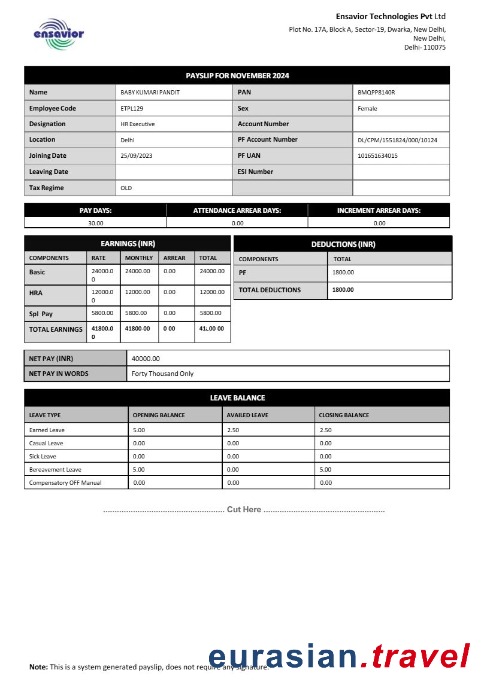 ensavior
Ensavior Technologies Pvt Ltd
Plot No. 17A, Block A, Sector-19, Dwarka, New Delhi,
New Delhi,
Delhi- 110075
PAYSLIP FOR NOVEMBER 2024
Name BABY KUMARI PANDIT PAN BMQPP8140R
Employee Code ETPL129 Sex Female
Designation HR Executive Account Number
Location Delhi PF Account Number DL/CPM/1551824/000/10124
Joining Date 25/09/2023 PF UAN 101651634015
Leaving Date ESI Number
Tax Regime OLD
PAY DAYS: ATTENDANCE ARREAR DAYS: INCREMENT ARREAR DAYS:
30.00 0.00 0.00
EARNINGS (INR) DEDUCTIONS (INR)
COMPONENTS RATE MONTHLY ARREAR TOTAL COMPONENTS TOTAL
Basic 24000.0 24000.00 0.00 24000.00 PF 1800.00
0
HRA 12000.0 12000.00 0.00 12000.00 TOTAL DEDUCTIONS 1800.00
0
Spl Pay 5800.00 5800.00 0.00 5800.00
TOTAL EARNINGS 41800.0 41800.00 0 00 41800 00
0
NET PAY (INR) 40000.00
NET PAY IN WORDS Forty Thousand Only
LEAVE BALANCE
LEAVE TYPE OPENING BALANCE AVAILED LEAVE CLOSING BALANCE
Earned Leave 5.00 2.50 2.50
Casual Leave 0.00 0.00 0.00
Sick Leave 0.00 0.00 0.00
Bereavement Leave 5.00 0.00 5.00
Compensatory OFF Manual 0.00 0.00 0.00
Cut Here
eurasian.travel
Note: This is a system generated payslip, does not require any signature.